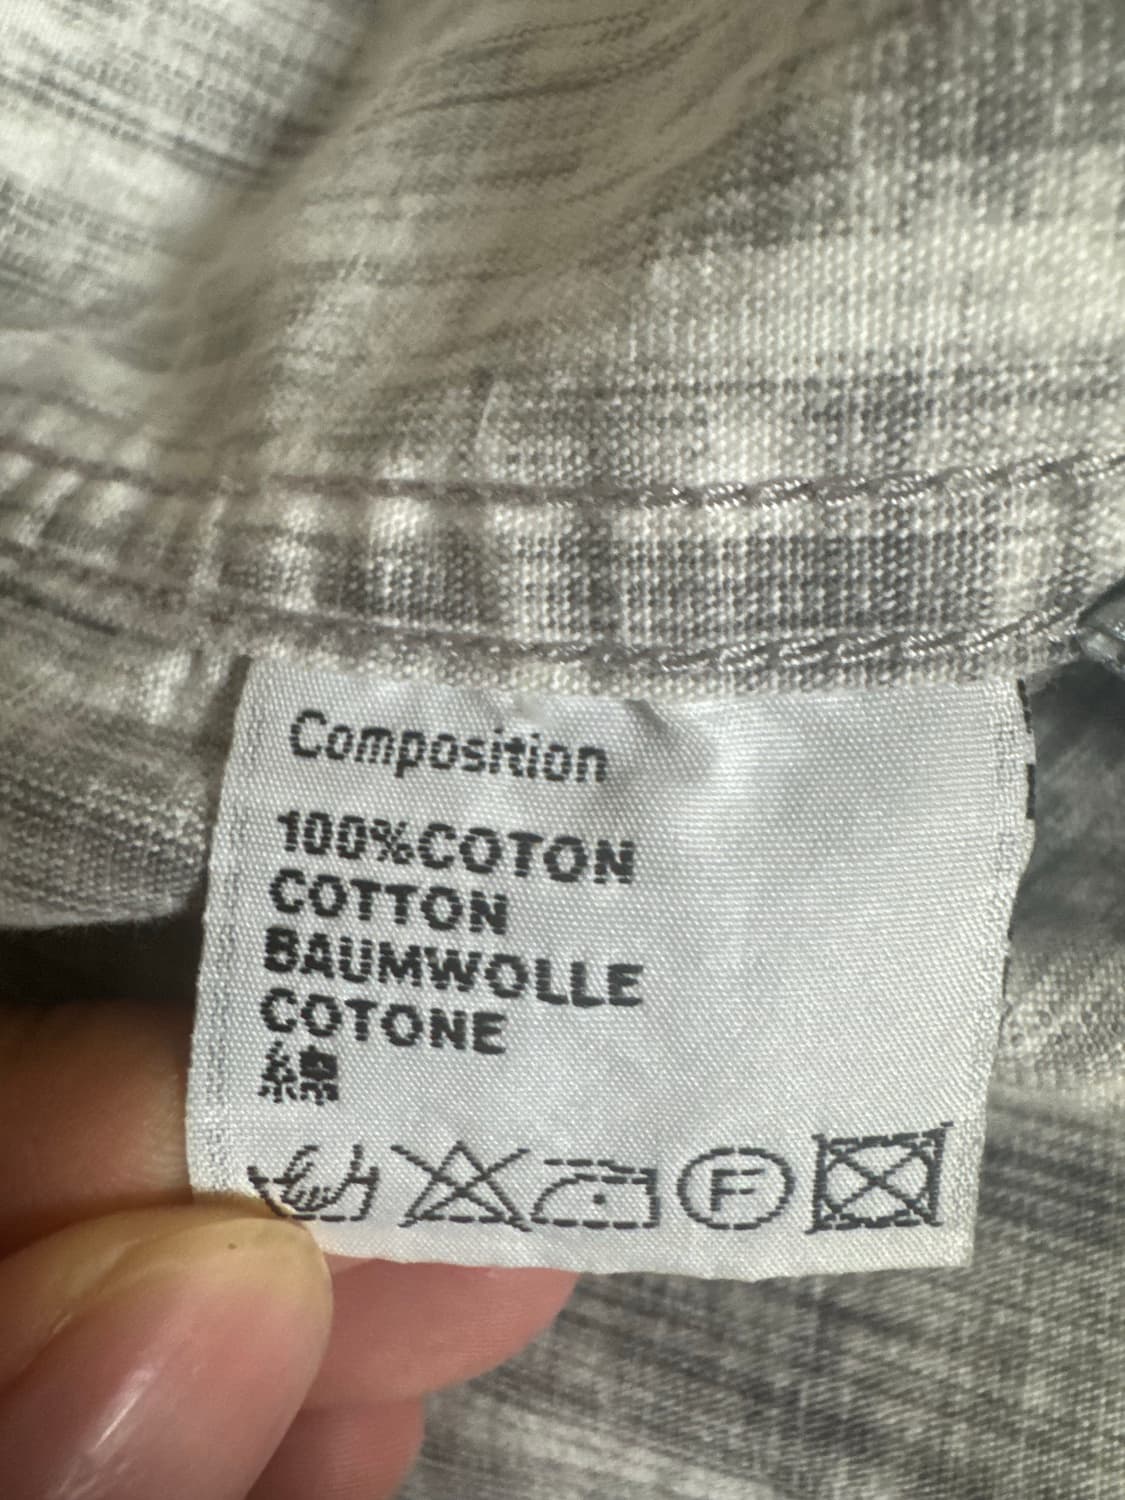 Composition
100%COTON
COTTON
BAUMWOLLE
COTONE
綿
F